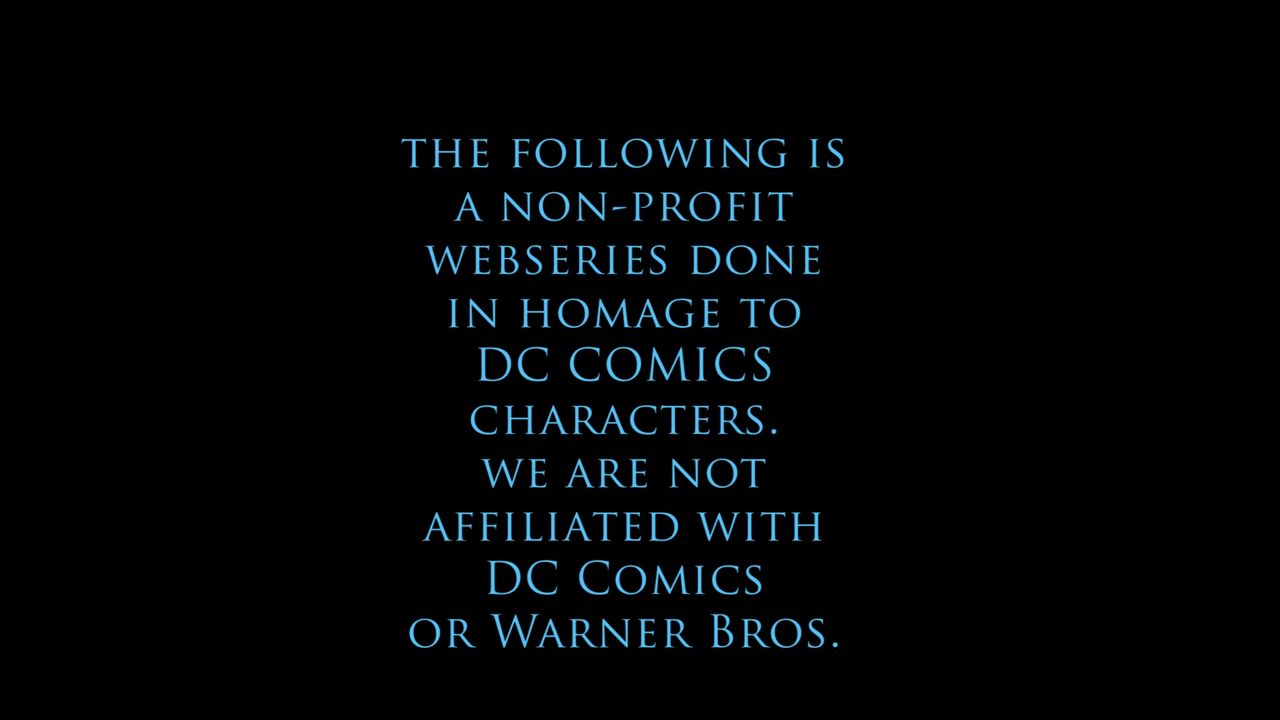 THE FOLLOWING IS
A NON-PROFIT
WEBSERIES DONE
IN HOMAGE TO
DC COMICS
CHARACTERS.
WE ARE NOT
AFFILIATED WITH
DC COMICS
OR WARNER BROS.